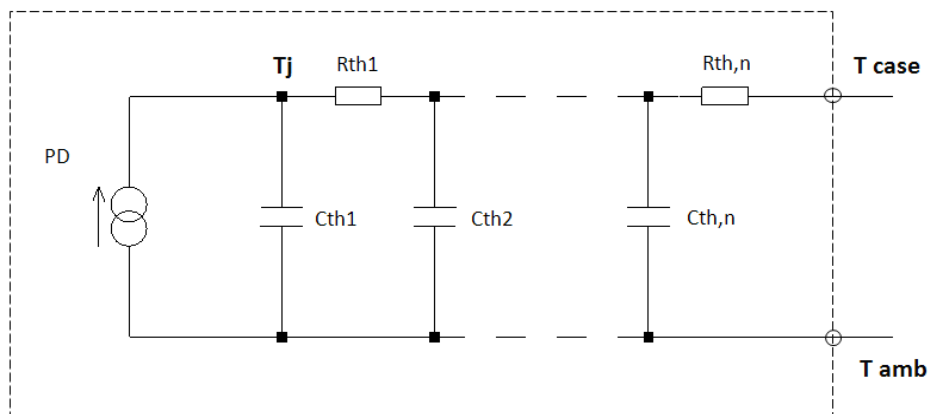 Tj
Rth1
Rth,n
T case
PD
Cth1
Cth2
Cth,n
T amb